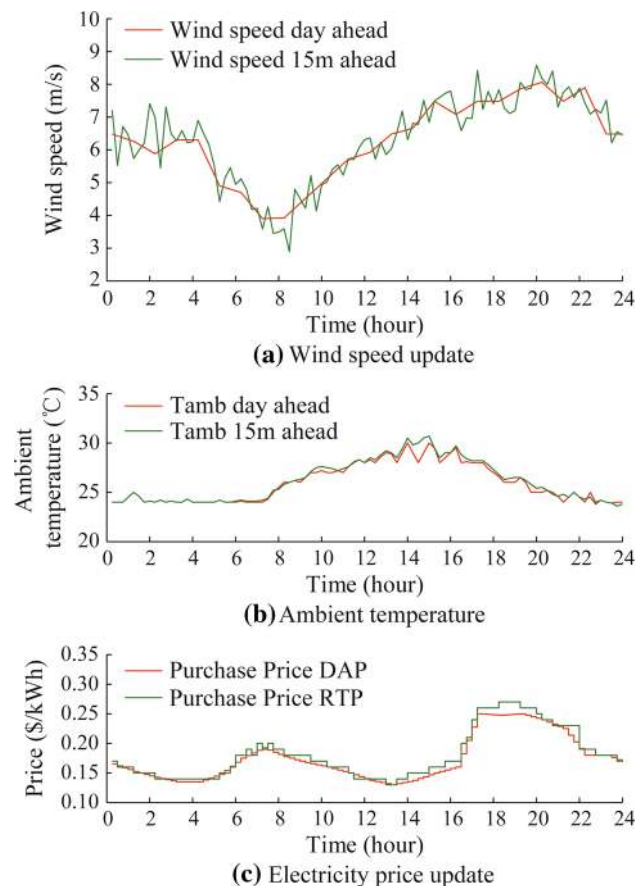 10
9
8
7
6
5
4
3
2
Wind speed (m/s)
Wind speed day ahead
Wind speed 15m ahead
0 2 4 6 8 10 12 14 16 18 20 22 24
Time (hour)
(a) Wind speed update
35
30
25
20
Ambient
temperature (℃)
Tamb day ahead
Tamb 15m ahead
0 2 4 6 8 10 12 14 16 18 20 22 24
Time (hour)
(b) Ambient temperature
0.35
0.30
0.25
0.20
0.15
0.10
Price ($/kWh)
Purchase Price DAP
Purchase Price RTP
0 2 4 6 8 10 12 14 16 18 20 22 24
Time (hour)
(c) Electricity price update